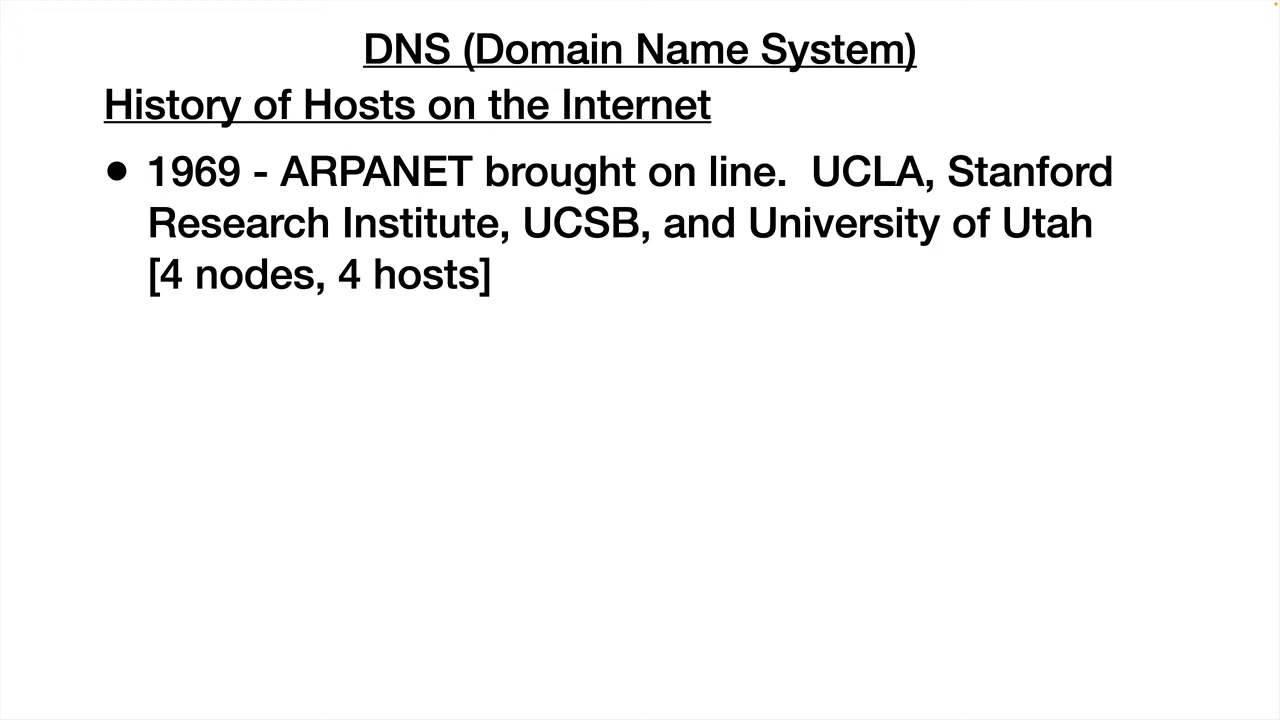 DNS (Domain Name System)
History of Hosts on the Internet
• 1969 - ARPANET brought on line.  UCLA, Stanford
Research Institute, UCSB, and University of Utah
[4 nodes, 4 hosts]